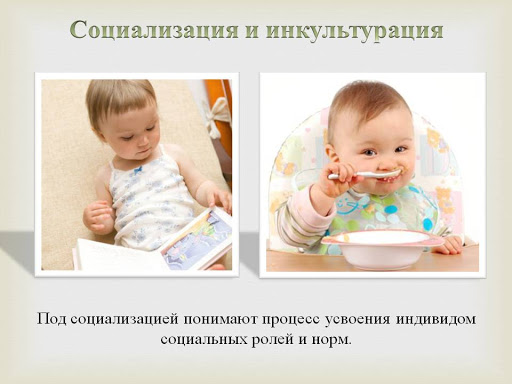 Социализация и инкультурация
Под социализацией понимают процесс усвоения индивидом
социальных ролей и норм.